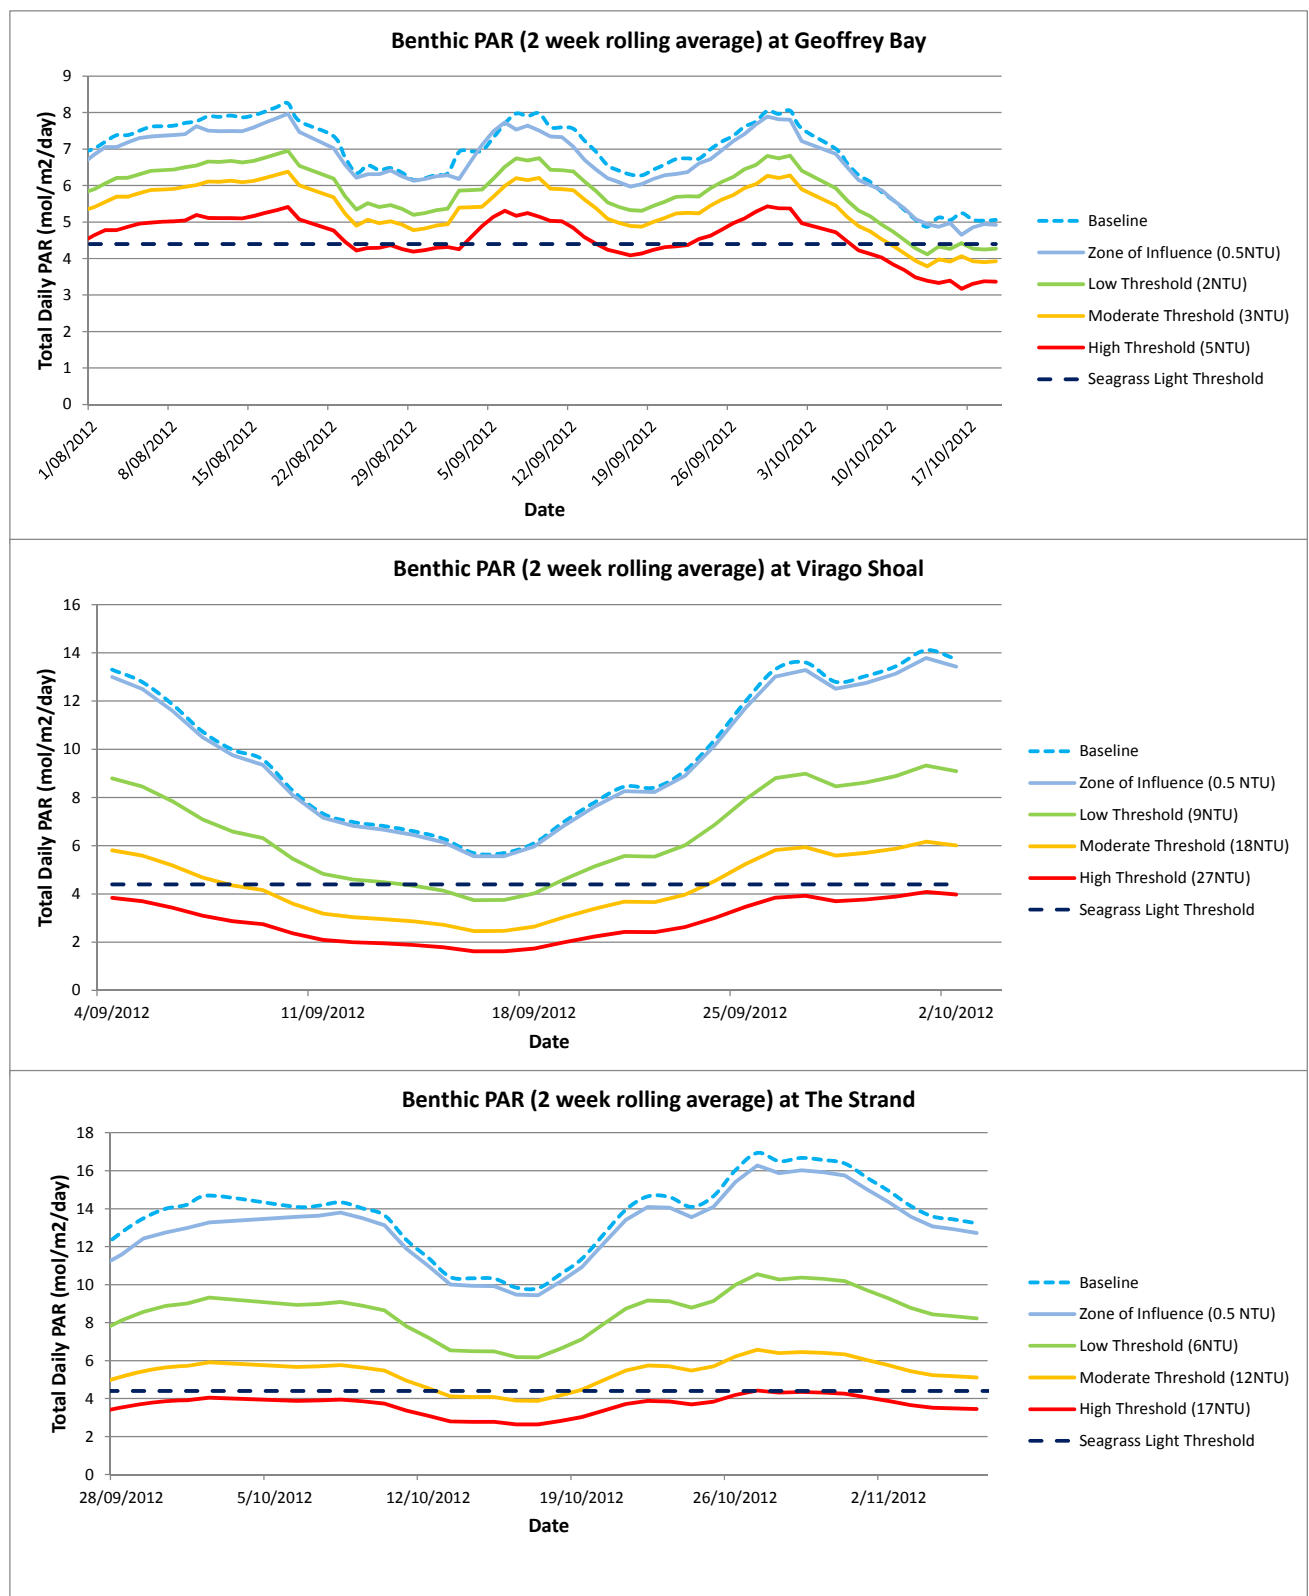 Benthic PAR (2 week rolling average) at Geoffrey Bay
Total Daily PAR (mol/m2/day)
9
8
7
6
5
4
3
2
1
0
1/08/2012
8/08/2012
15/08/2012
22/08/2012
29/08/2012
5/09/2012
12/09/2012
19/09/2012
26/09/2012
3/10/2012
10/10/2012
17/10/2012
Date
Baseline
Zone of Influence (0.5NTU)
Low Threshold (2NTU)
Moderate Threshold (3NTU)
High Threshold (5NTU)
Seagrass Light Threshold
Benthic PAR (2 week rolling average) at Virago Shoal
Total Daily PAR (mol/m2/day)
16
14
12
10
8
6
4
2
0
4/09/2012
11/09/2012
18/09/2012
25/09/2012
2/10/2012
Date
Baseline
Zone of Influence (0.5 NTU)
Low Threshold (9NTU)
Moderate Threshold (18NTU)
High Threshold (27NTU)
Seagrass Light Threshold
Benthic PAR (2 week rolling average) at The Strand
Total Daily PAR (mol/m2/day)
18
16
14
12
10
8
6
4
2
0
28/09/2012
5/10/2012
12/10/2012
19/10/2012
26/10/2012
2/11/2012
Date
Baseline
Zone of Influence (0.5 NTU)
Low Threshold (6NTU)
Moderate Threshold (12NTU)
High Threshold (17NTU)
Seagrass Light Threshold